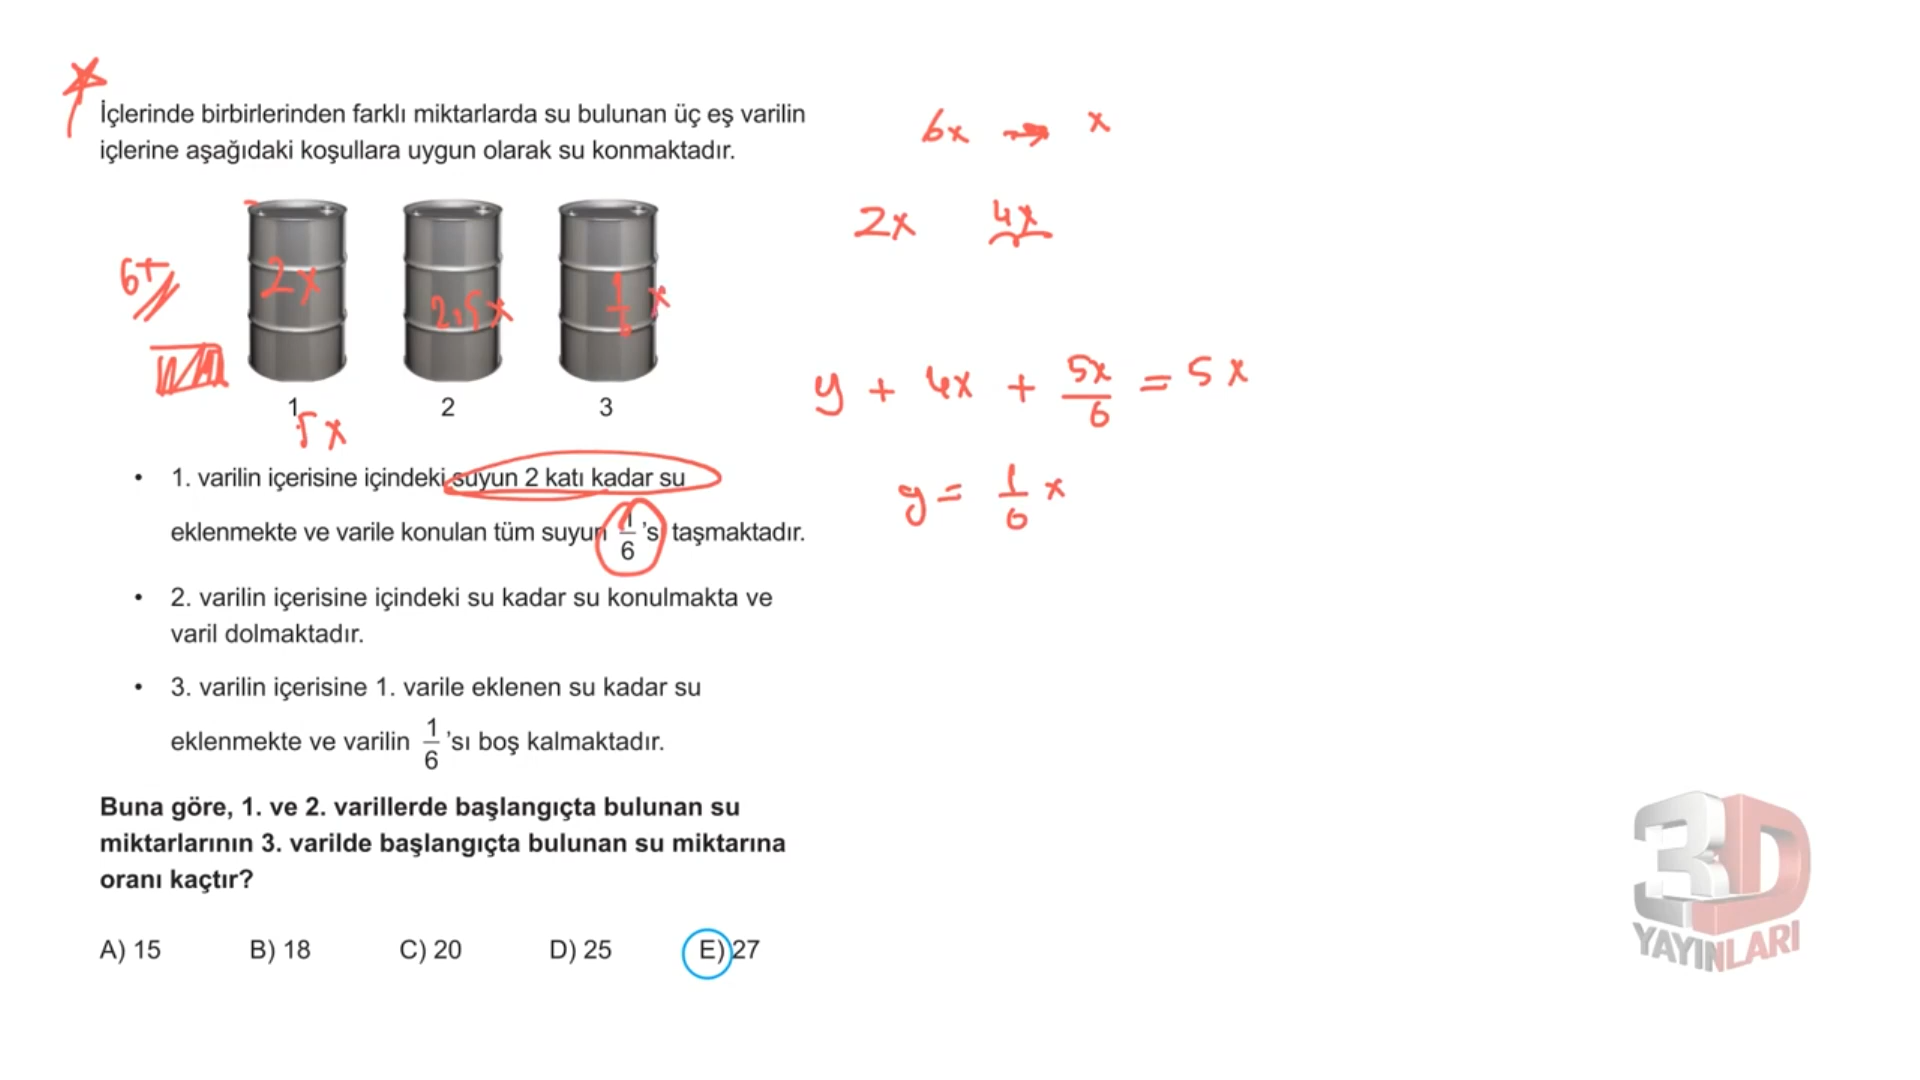 İçlerinde birbirlerinden farklı miktarlarda su bulunan üç eş varilin
içlerine aşağıdaki koşullara uygun olarak su konmaktadır.
6x → x
2x 4x
2x 2,5x 1/6 x
1 2 3
5x
y + 4x + 5x/6 = 5x
y = 1/6 x
• 1. varilin içerisine içindeki suyun 2 katı kadar su
eklenmekte ve varile konulan tüm suyun 1/6 's taşmaktadır.
• 2. varilin içerisine içindeki su kadar su konulmakta ve
varil dolmaktadır.
• 3. varilin içerisine 1. varile eklenen su kadar su
eklenmekte ve varilin 1/6 'sı boş kalmaktadır.
Buna göre, 1. ve 2. varillerde başlangıçta bulunan su
miktarlarının 3. varilde başlangıçta bulunan su miktarına
oranı kaçtır?
A) 15 B) 18 C) 20 D) 25 E) 27
3D
YAYINLARI